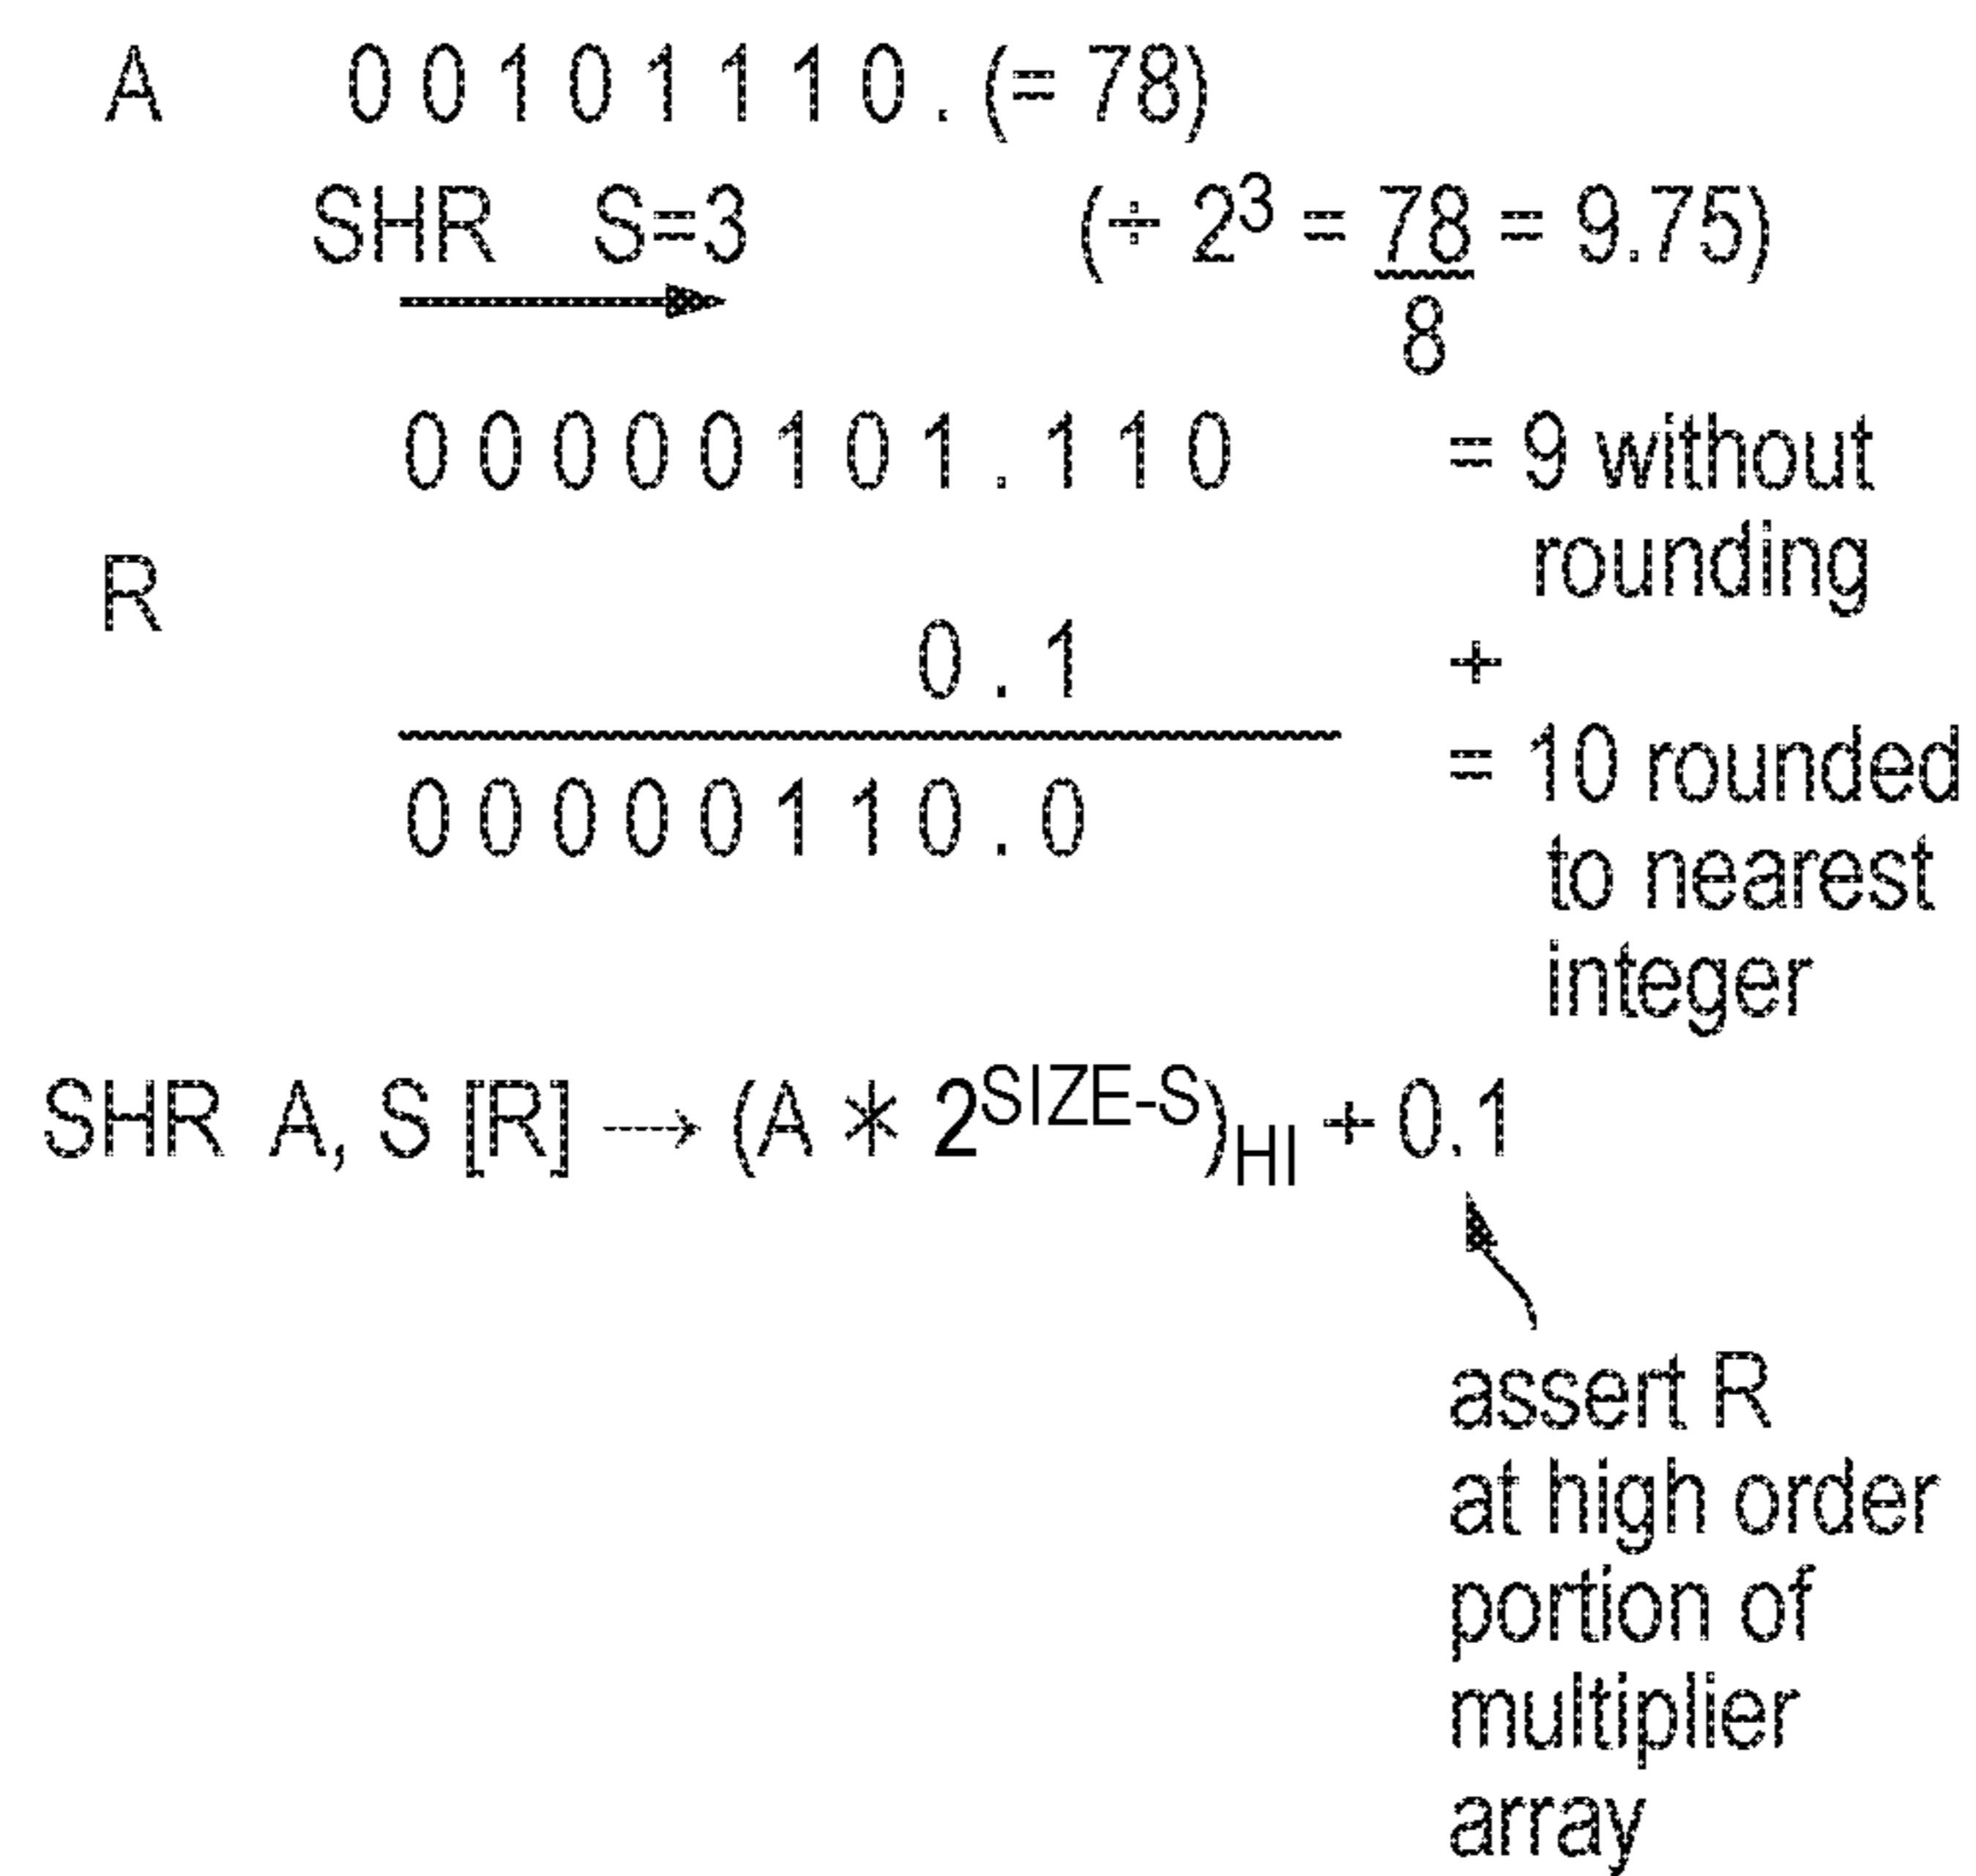 A 0 0 1 0 1 1 1 0 . (= 78)
SHR S=3 (÷ 2³ = 78/8 = 9.75)
0 0 0 0 0 1 0 1 . 1 1 0 = 9 without
rounding
R
0 . 1 +
0 0 0 0 0 1 1 0 . 0 = 10 rounded
to nearest
integer
SHR A, S [R] → (A * 2^SIZE-S)_HI + 0.1
assert R
at high order
portion of
multiplier
array